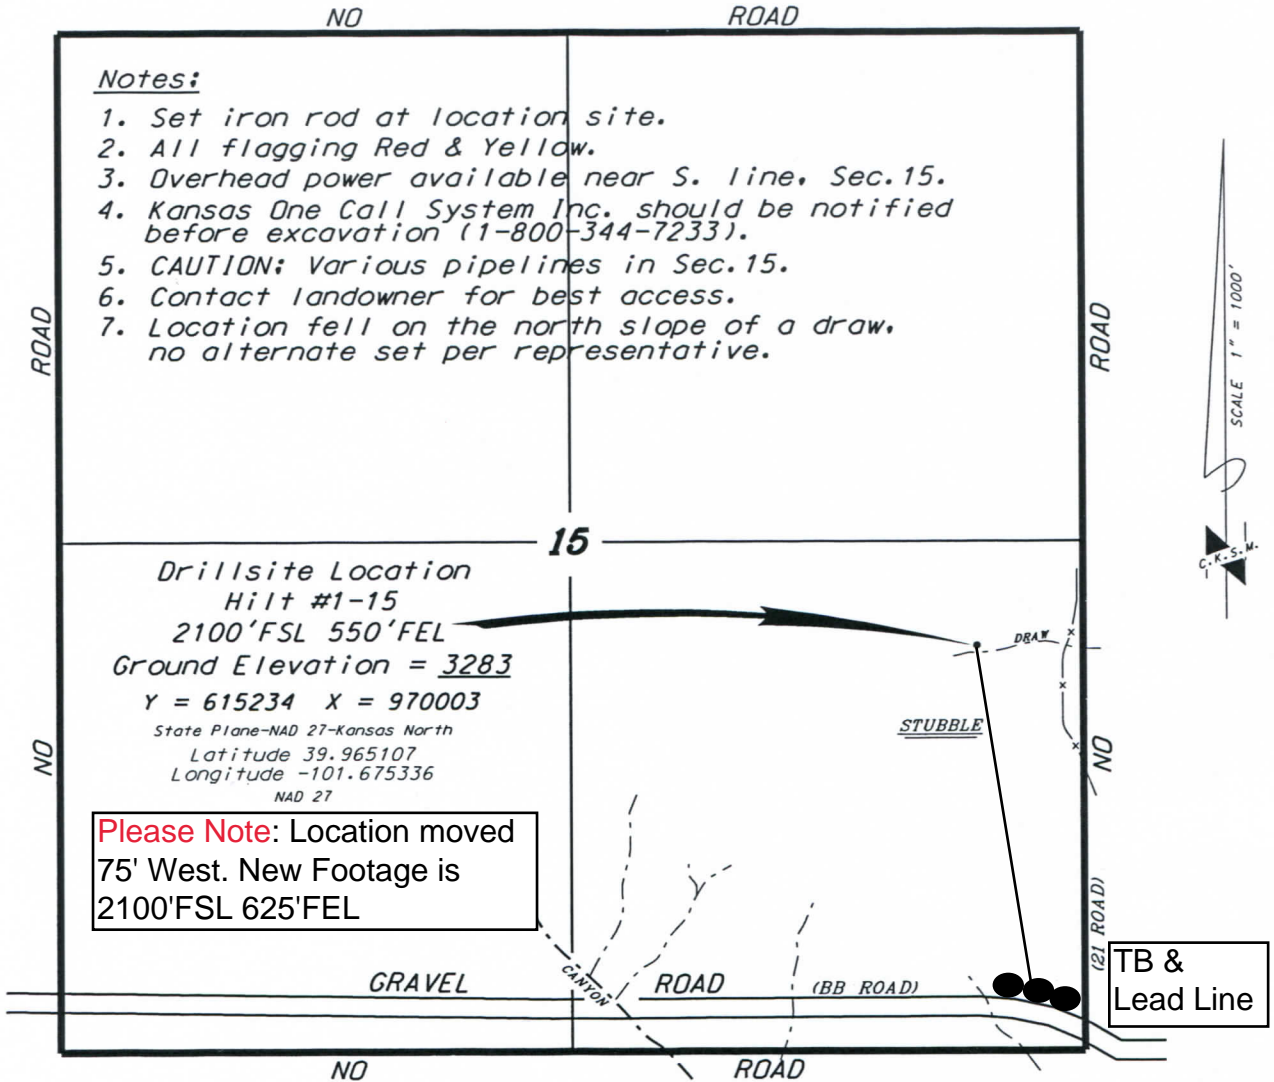 NO ROAD
Notes:
1. Set iron rod at location site.
2. All flagging Red & Yellow.
3. Overhead power available near S. line, Sec.15.
4. Kansas One Call System Inc. should be notified
before excavation (1-800-344-7233).
5. CAUTION: Various pipelines in Sec.15.
6. Contact landowner for best access.
7. Location fell on the north slope of a draw,
no alternate set per representative.
ROAD
ROAD
SCALE 1" = 1000'
15
C.K.S.M.
Drillsite Location
Hilt #1-15
2100'FSL 550'FEL
Ground Elevation = 3283
Y = 615234 X = 970003
State Plane-NAD 27-Kansas North
Latitude 39.965107
Longitude -101.675336
NAD 27
DRAW
STUBBLE
NO
NO
Please Note: Location moved
75' West. New Footage is
2100'FSL 625'FEL
(21 ROAD)
TB &
Lead Line
CANYON
GRAVEL ROAD (BB ROAD)
NO ROAD